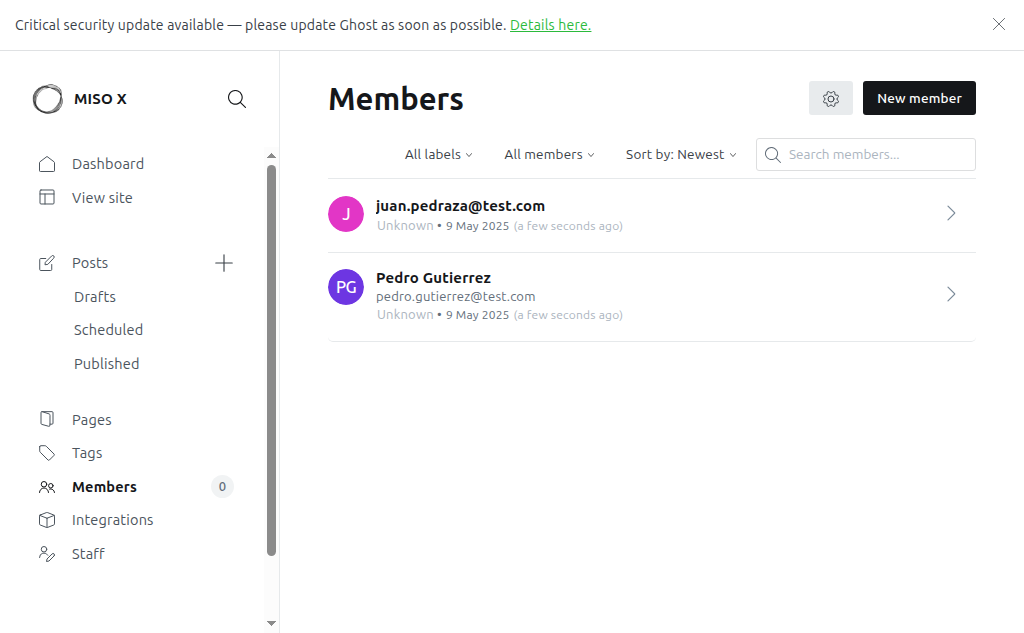 Critical security update available — please update Ghost as soon as possible. Details here.
MISO X
Dashboard
View site
Posts
Drafts
Scheduled
Published
Pages
Tags
Members 0
Integrations
Staff
Members
New member
All labels
All members
Sort by: Newest
Search members...
J
juan.pedraza@test.com
Unknown • 9 May 2025 (a few seconds ago)
PG
Pedro Gutierrez
pedro.gutierrez@test.com
Unknown • 9 May 2025 (a few seconds ago)